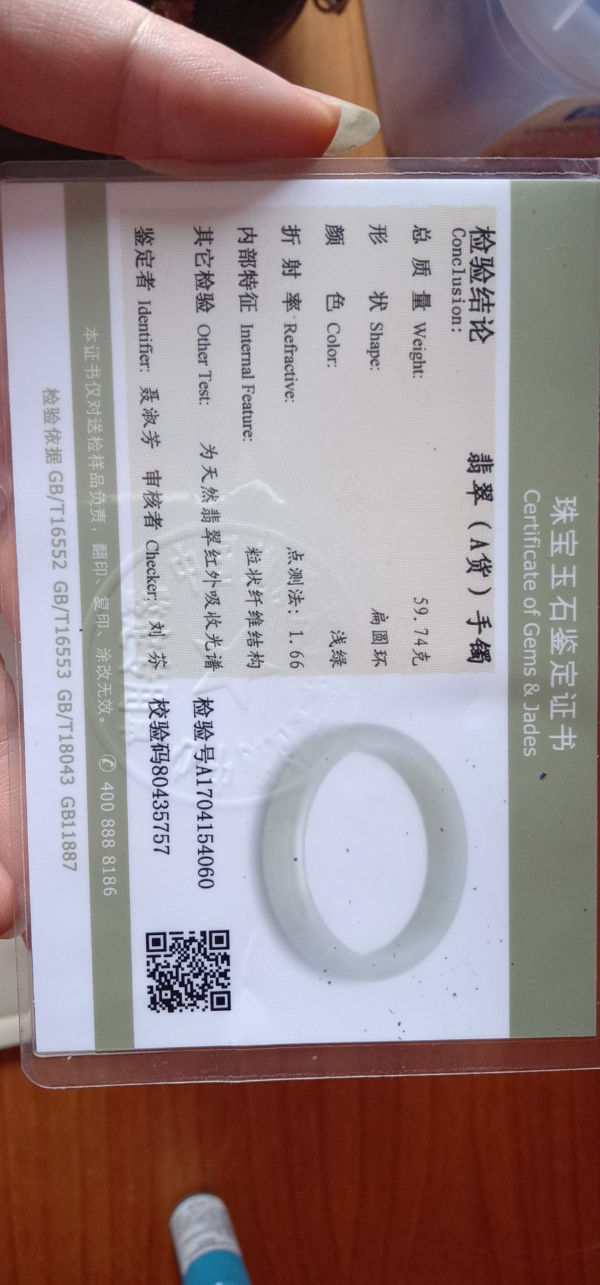 珠宝玉石鉴定证书
Certificate of Gems & Jades
检验结论 翡翠（A货）手镯
Conclusion:
总质量 Weight: 59.74克
形状 Shape: 扁圆环
颜色 Color: 浅绿
折射率 Refractive: 点测法：1.66
内部特征 Internal Feature: 粒状纤维结构
其它检验 Other Test: 为天然翡翠红外吸收光谱
鉴定者 Identifier: 聂淑芳 审核者 Checker: 刘芬
检验号A1704154060
校验码80435757
本证书仅对送检样品负责，翻印、复印、涂改无效。 400 888 8186
检验依据 GB/T16552 GB/T16553 GB/T18043 GB11887